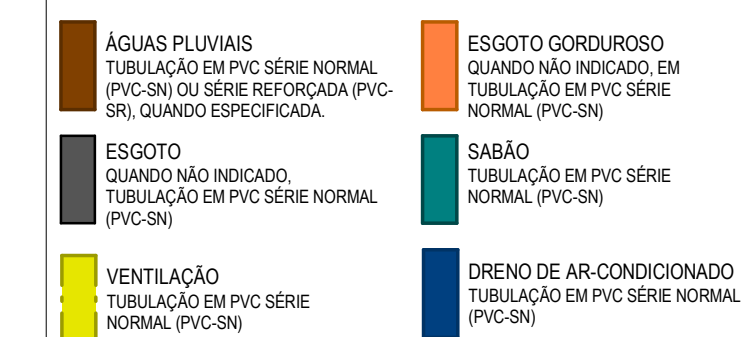 ÁGUAS PLUVIAIS
TUBULAÇÃO EM PVC SÉRIE NORMAL
(PVC-SN) OU SÉRIE REFORÇADA (PVC-
SR), QUANDO ESPECIFICADA.
ESGOTO
QUANDO NÃO INDICADO,
TUBULAÇÃO EM PVC SÉRIE NORMAL
(PVC-SN)
VENTILAÇÃO
TUBULAÇÃO EM PVC SÉRIE
NORMAL (PVC-SN)
ESGOTO GORDUROSO
QUANDO NÃO INDICADO, EM
TUBULAÇÃO EM PVC SÉRIE
NORMAL (PVC-SN)
SABÃO
TUBULAÇÃO EM PVC SÉRIE
NORMAL (PVC-SN)
DRENO DE AR-CONDICIONADO
TUBULAÇÃO EM PVC SÉRIE NORMAL
(PVC-SN)